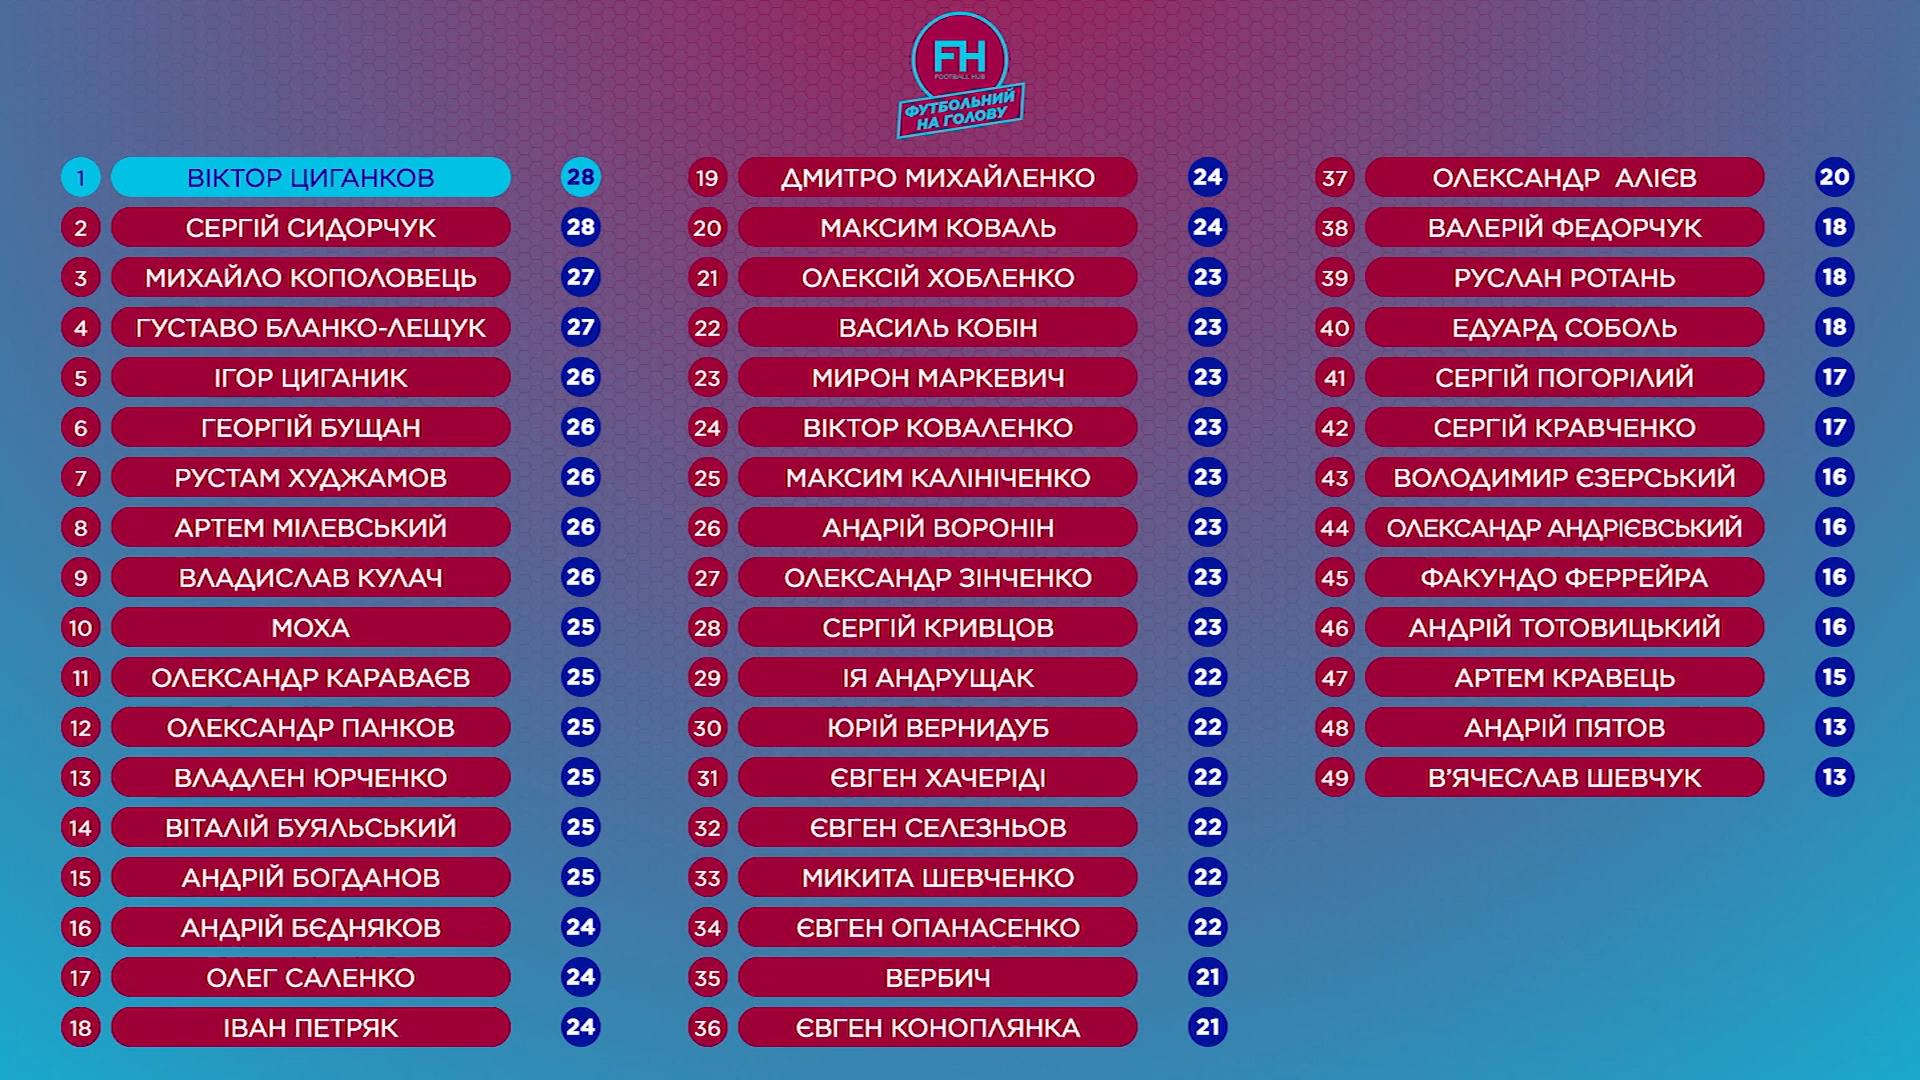 FH
FOOTBALL HUB
ФУТБОЛЬНИЙ
НА ГОЛОВУ
1 ВІКТОР ЦИГАНКОВ 28
2 СЕРГІЙ СИДОРЧУК 28
3 МИХАЙЛО КОПОЛОВЕЦЬ 27
4 ГУСТАВО БЛАНКО-ЛЕЩУК 27
5 ІГОР ЦИГАНИК 26
6 ГЕОРГІЙ БУЩАН 26
7 РУСТАМ ХУДЖАМОВ 26
8 АРТЕМ МІЛЕВСЬКИЙ 26
9 ВЛАДИСЛАВ КУЛАЧ 26
10 МОХА 25
11 ОЛЕКСАНДР КАРАВАЄВ 25
12 ОЛЕКСАНДР ПАНКОВ 25
13 ВЛАДЛЕН ЮРЧЕНКО 25
14 ВІТАЛІЙ БУЯЛЬСЬКИЙ 25
15 АНДРІЙ БОГДАНОВ 25
16 АНДРІЙ БЄДНЯКОВ 24
17 ОЛЕГ САЛЕНКО 24
18 ІВАН ПЕТРЯК 24
19 ДМИТРО МИХАЙЛЕНКО 24
20 МАКСИМ КОВАЛЬ 24
21 ОЛЕКСІЙ ХОБЛЕНКО 23
22 ВАСИЛЬ КОБІН 23
23 МИРОН МАРКЕВИЧ 23
24 ВІКТОР КОВАЛЕНКО 23
25 МАКСИМ КАЛІНІЧЕНКО 23
26 АНДРІЙ ВОРОНІН 23
27 ОЛЕКСАНДР ЗІНЧЕНКО 23
28 СЕРГІЙ КРИВЦОВ 23
29 ІЯ АНДРУЩАК 22
30 ЮРІЙ ВЕРНИДУБ 22
31 ЄВГЕН ХАЧЕРІДІ 22
32 ЄВГЕН СЕЛЕЗНЬОВ 22
33 МИКИТА ШЕВЧЕНКО 22
34 ЄВГЕН ОПАНАСЕНКО 22
35 ВЕРБИЧ 21
36 ЄВГЕН КОНОПЛЯНКА 21
37 ОЛЕКСАНДР АЛІЄВ 20
38 ВАЛЕРІЙ ФЕДОРЧУК 18
39 РУСЛАН РОТАНЬ 18
40 ЕДУАРД СОБОЛЬ 18
41 СЕРГІЙ ПОГОРІЛИЙ 17
42 СЕРГІЙ КРАВЧЕНКО 17
43 ВОЛОДИМИР ЄЗЕРСЬКИЙ 16
44 ОЛЕКСАНДР АНДРІЄВСЬКИЙ 16
45 ФАКУНДО ФЕРРЕЙРА 16
46 АНДРІЙ ТОТОВИЦЬКИЙ 16
47 АРТЕМ КРАВЕЦЬ 15
48 АНДРІЙ ПЯТОВ 13
49 В'ЯЧЕСЛАВ ШЕВЧУК 13